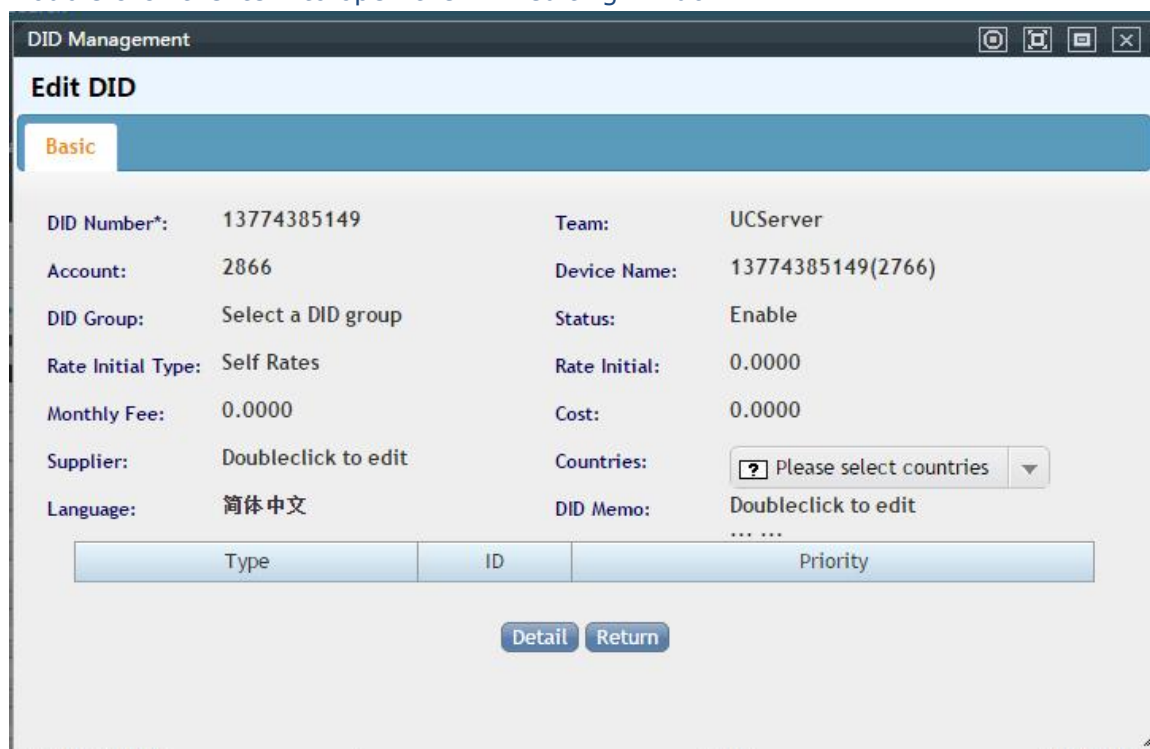 DID Management
Edit DID
Basic
DID Number*: 13774385149 Team: UCServer
Account: 2866 Device Name: 13774385149(2766)
DID Group: Select a DID group Status: Enable
Rate Initial Type: Self Rates Rate Initial: 0.0000
Monthly Fee: 0.0000 Cost: 0.0000
Supplier: Doubleclick to edit Countries: ? Please select countries
Language: 简体中文 DID Memo: Doubleclick to edit
... ...
Type ID Priority
Detail Return